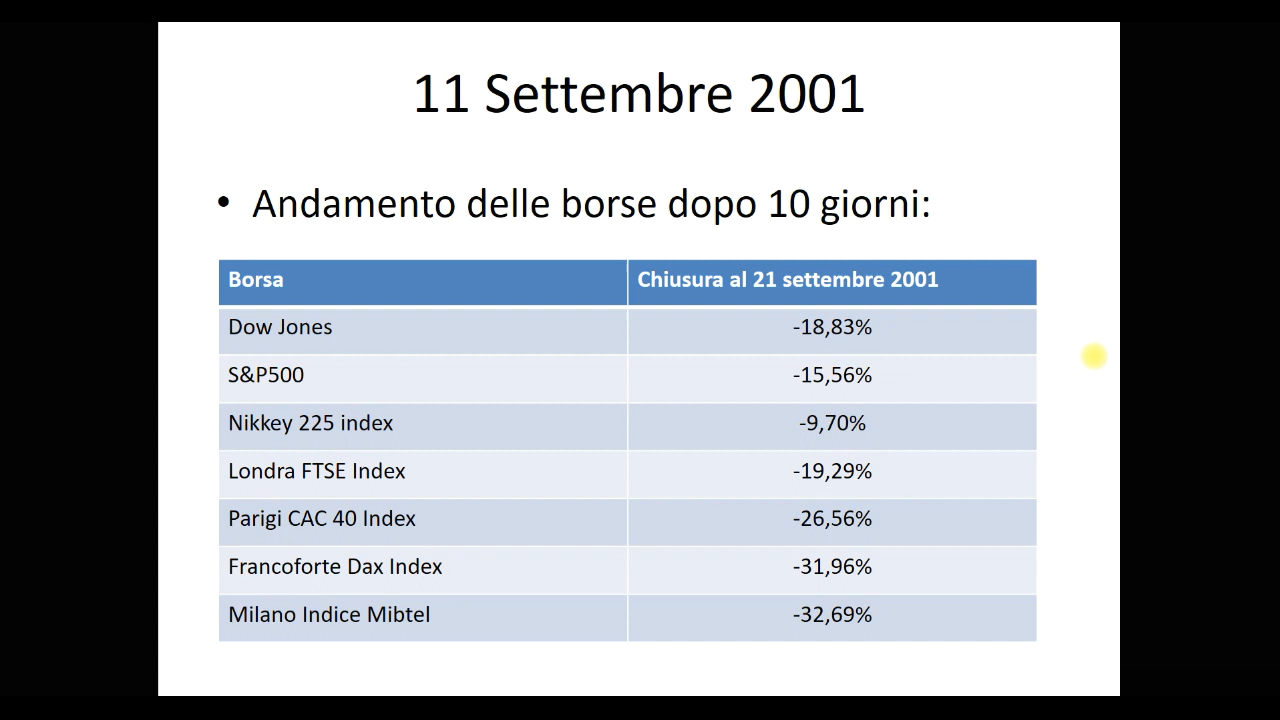 11 Settembre 2001
• Andamento delle borse dopo 10 giorni:
Borsa Chiusura al 21 settembre 2001
Dow Jones -18,83%
S&P500 -15,56%
Nikkey 225 index -9,70%
Londra FTSE Index -19,29%
Parigi CAC 40 Index -26,56%
Francoforte Dax Index -31,96%
Milano Indice Mibtel -32,69%